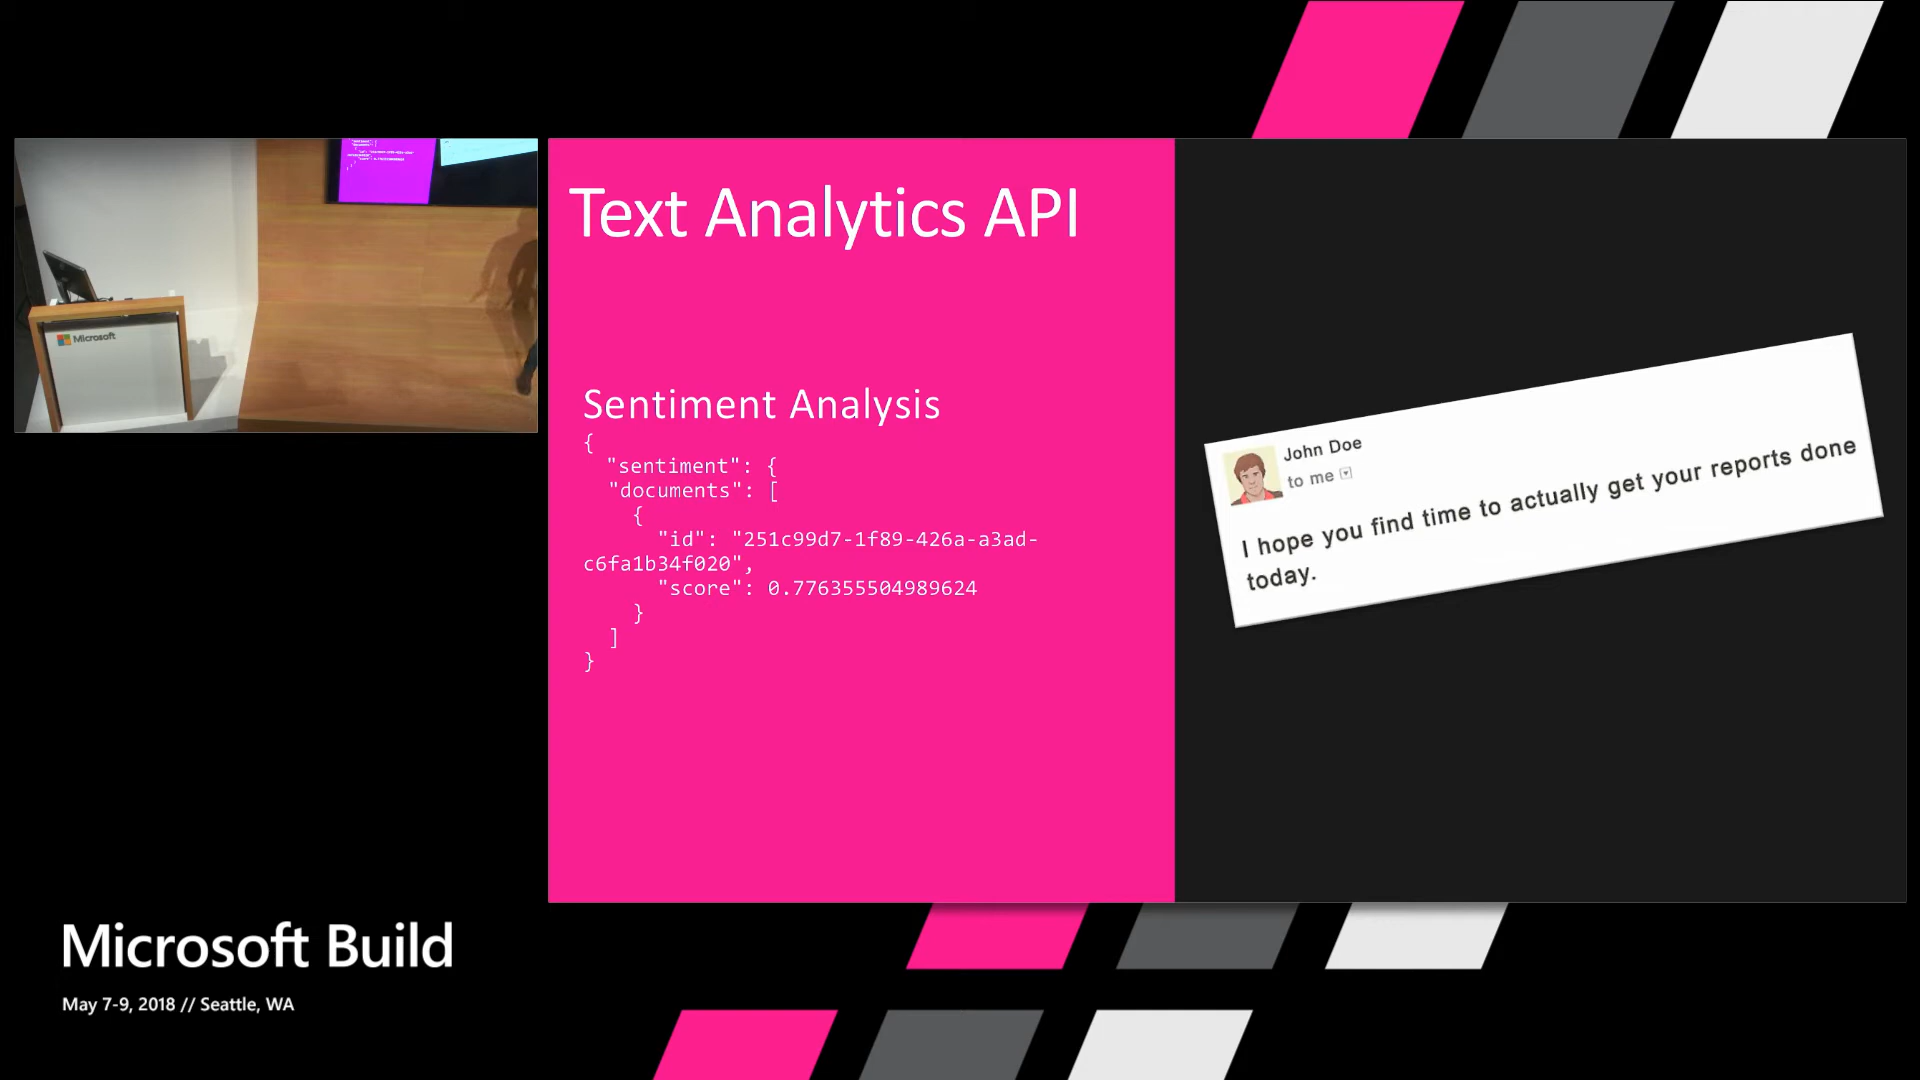 Microsoft
Text Analytics API
Sentiment Analysis
{
"sentiment": {
"documents": [
{
"id": "251c99d7-1f89-426a-a3ad-
c6fa1b34f020",
"score": 0.776355504989624
}
]
}
John Doe
to me
I hope you find time to actually get your reports done
today.
Microsoft Build
May 7-9, 2018 // Seattle, WA